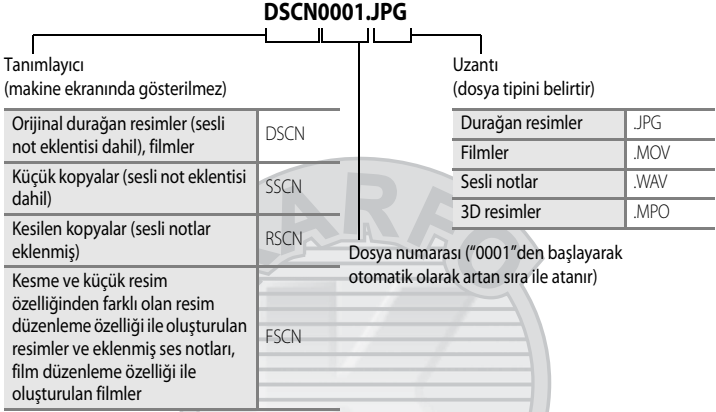 DSCN0001.JPG
Tanımlayıcı
(makine ekranında gösterilmez)
Orijinal durağan resimler (sesli
not eklentisi dahil), filmler
DSCN
Küçük kopyalar (sesli not eklentisi
dahil)
SSCN
Kesilen kopyalar (sesli notlar
eklenmiş)
RSCN
Kesme ve küçük resim
özelliğinden farklı olan resim
düzenleme özelliği ile oluşturulan
resimler ve eklenmiş ses notları,
film düzenleme özelliği ile
oluşturulan filmler
FSCN
Uzantı
(dosya tipini belirtir)
Durağan resimler .JPG
Filmler .MOV
Sesli notlar .WAV
3D resimler .MPO
Dosya numarası (“0001”den başlayarak
otomatik olarak artan sıra ile atanır)